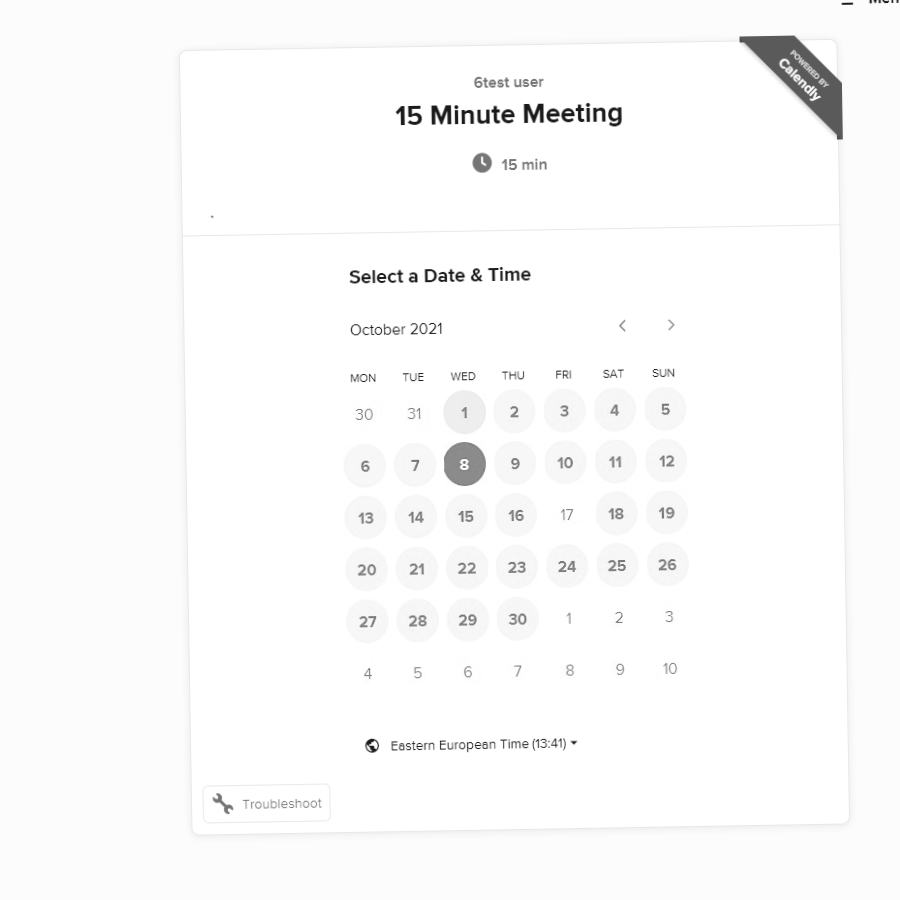 POWERED BY
Calendly
6test user
15 Minute Meeting
15 min
Select a Date & Time
October 2021
MON TUE WED THU FRI SAT SUN
30 31 1 2 3 4 5
6 7 8 9 10 11 12
13 14 15 16 17 18 19
20 21 22 23 24 25 26
27 28 29 30 1 2 3
4 5 6 7 8 9 10
Eastern European Time (13:41)
Troubleshoot